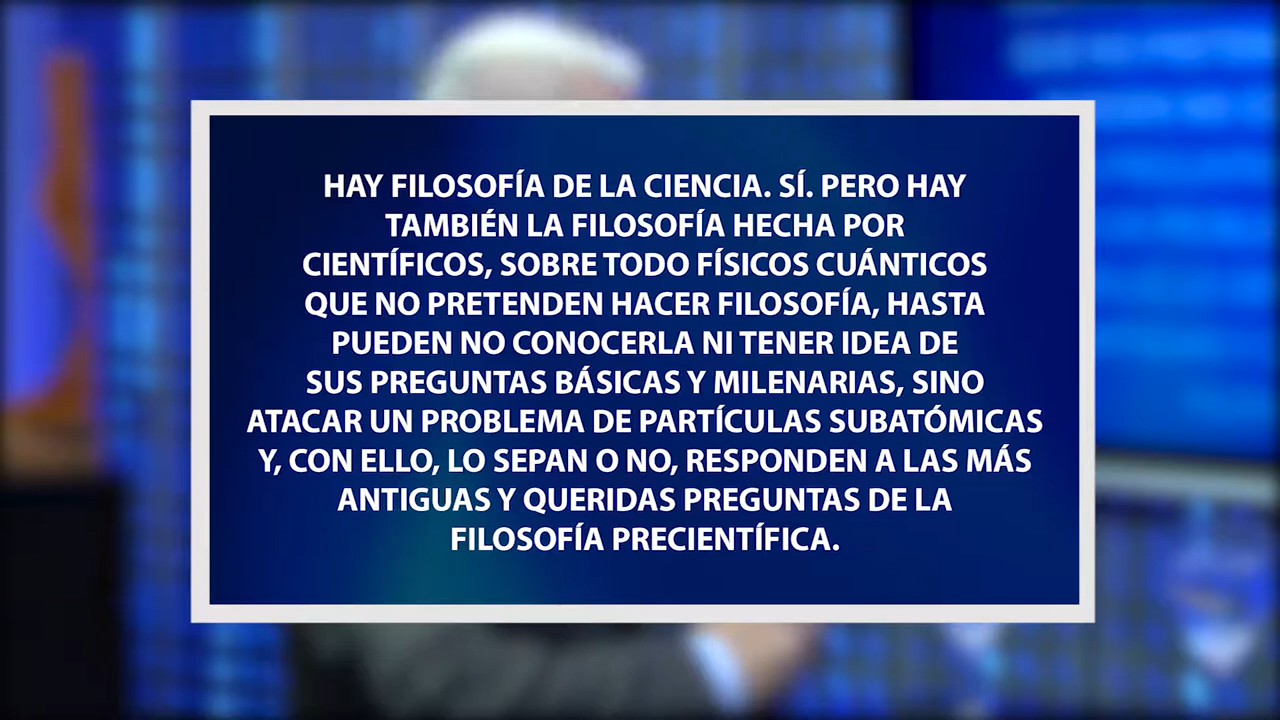 HAY FILOSOFÍA DE LA CIENCIA. SÍ. PERO HAY
TAMBIÉN LA FILOSOFÍA HECHA POR
CIENTÍFICOS, SOBRE TODO FÍSICOS CUÁNTICOS
QUE NO PRETENDEN HACER FILOSOFÍA, HASTA
PUEDEN NO CONOCERLA NI TENER IDEA DE
SUS PREGUNTAS BÁSICAS Y MILENARIAS, SINO
ATACAR UN PROBLEMA DE PARTÍCULAS SUBATÓMICAS
Y, CON ELLO, LO SEPAN O NO, RESPONDEN A LAS MÁS
ANTIGUAS Y QUERIDAS PREGUNTAS DE LA
FILOSOFÍA PRECIENTÍFICA.